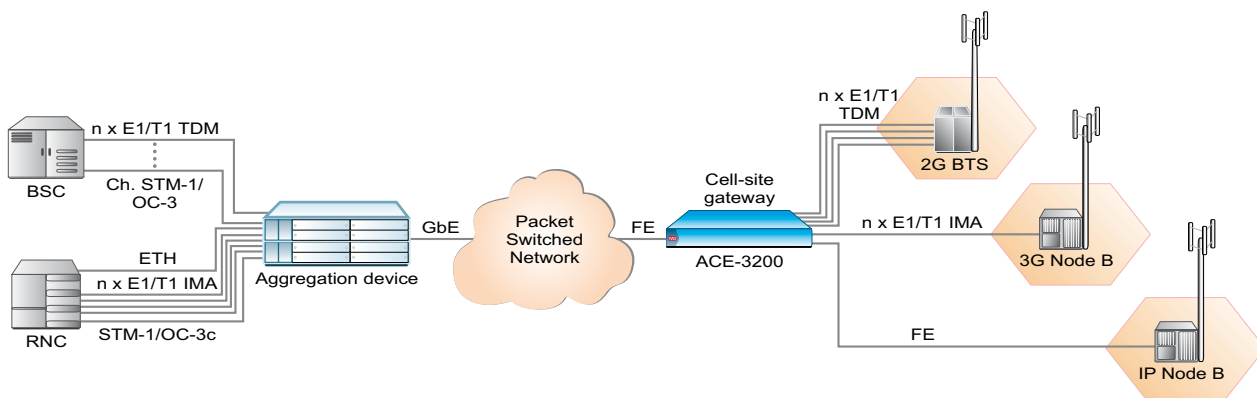 BSC
n x E1/T1 TDM
Ch. STM-1/
OC-3
RNC
ETH
n x E1/T1 IMA
STM-1/OC-3c
Aggregation device
GbE
Packet
Switched
Network
FE
Cell-site
gateway
ACE-3200
n x E1/T1
TDM
2G BTS
n x E1/T1 IMA
3G Node B
FE
IP Node B